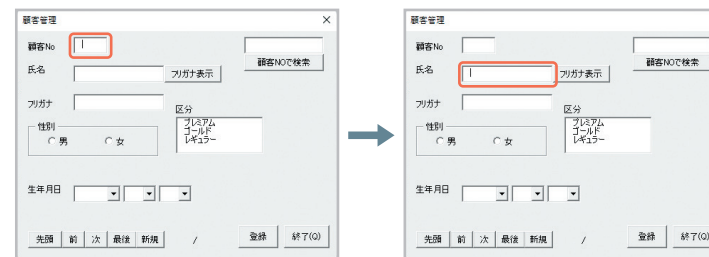 顧客管理 ×
顧客No
顧客NOで検索
氏名
フリガナ表示
フリガナ
区分
性別
プレミアム
ゴールド
レギュラー
男 女
生年月日
先頭 前 次 最後 新規 / 登録 終了(Q)
顧客管理
顧客No
顧客NOで検索
氏名
フリガナ表示
フリガナ
区分
性別
プレミアム
ゴールド
レギュラー
男 女
生年月日
先頭 前 次 最後 新規 / 登録 終了(Q)